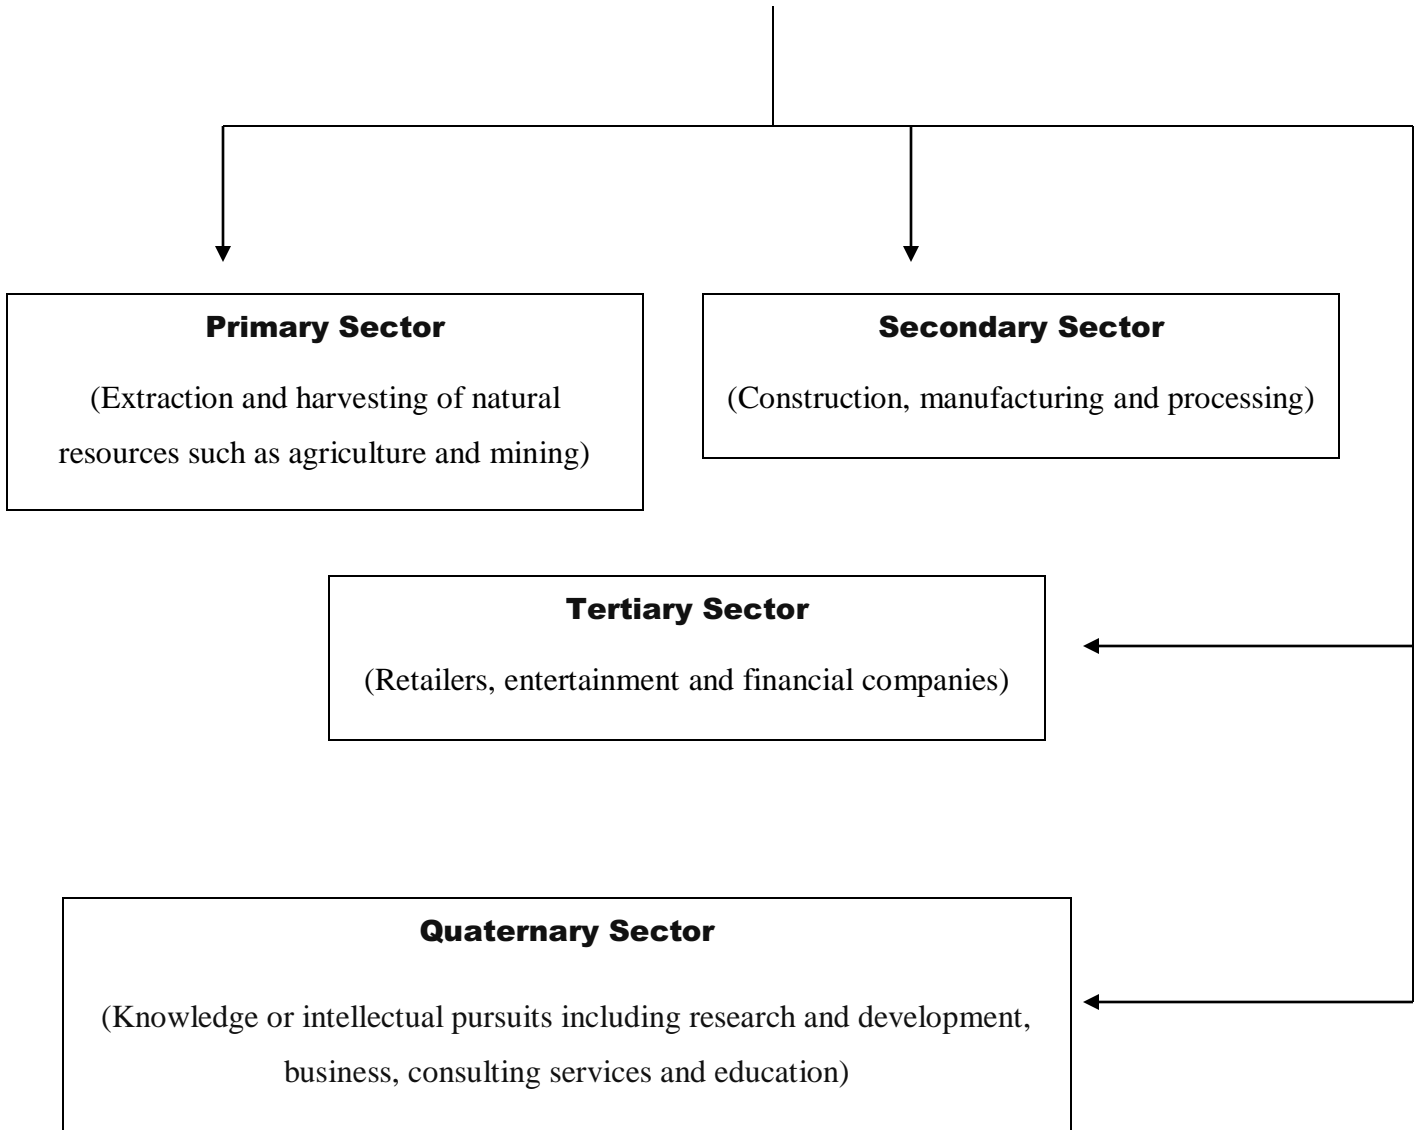 Primary Sector
(Extraction and harvesting of natural
resources such as agriculture and mining)
Secondary Sector
(Construction, manufacturing and processing)
Tertiary Sector
(Retailers, entertainment and financial companies)
Quaternary Sector
(Knowledge or intellectual pursuits including research and development,
business, consulting services and education)